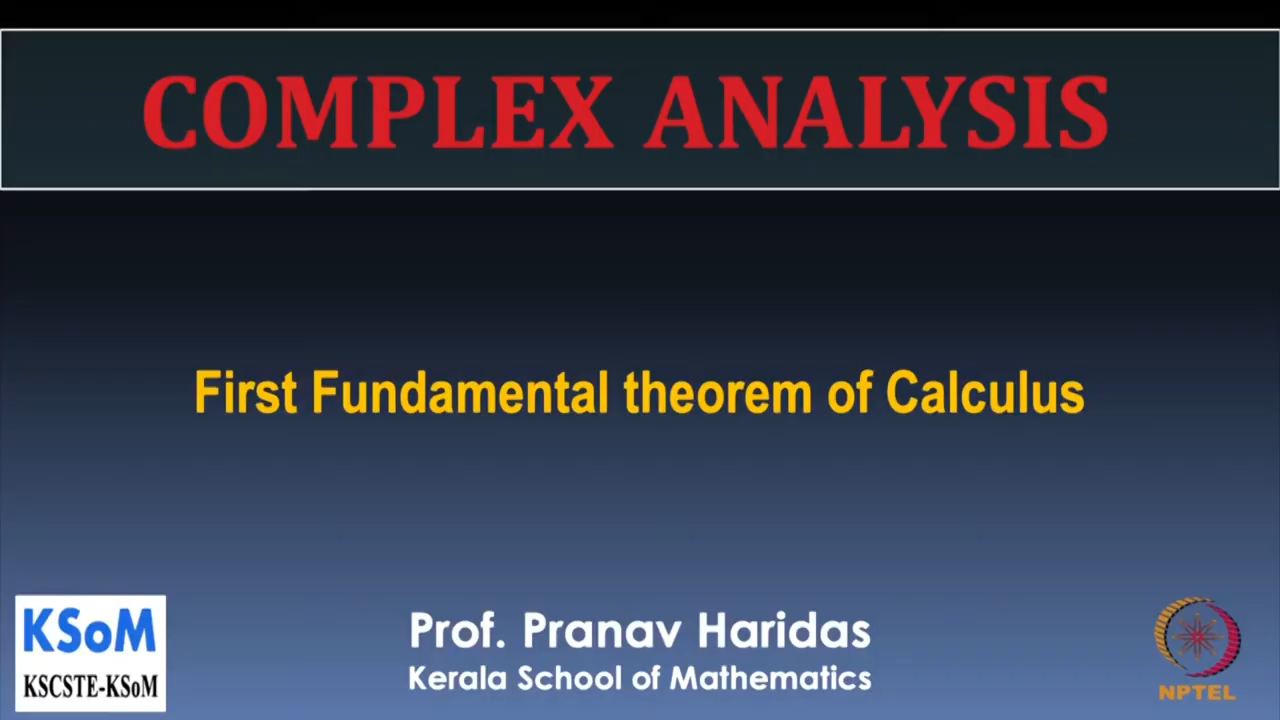 COMPLEX ANALYSIS
First Fundamental theorem of Calculus
KSoM
KSCSTE-KSoM
Prof. Pranav Haridas
Kerala School of Mathematics
NPTEL